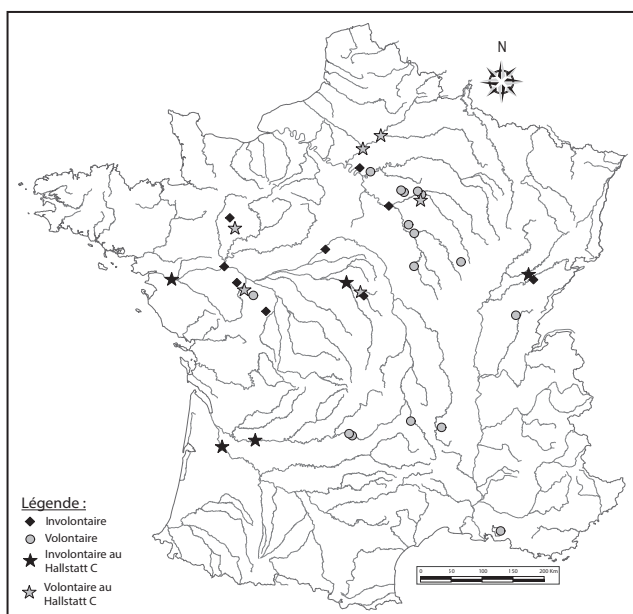 N
Légende :
Involontaire
Volontaire
Involontaire au
Hallstatt C
Volontaire au
Hallstatt C
0 50 100 150 200 Km